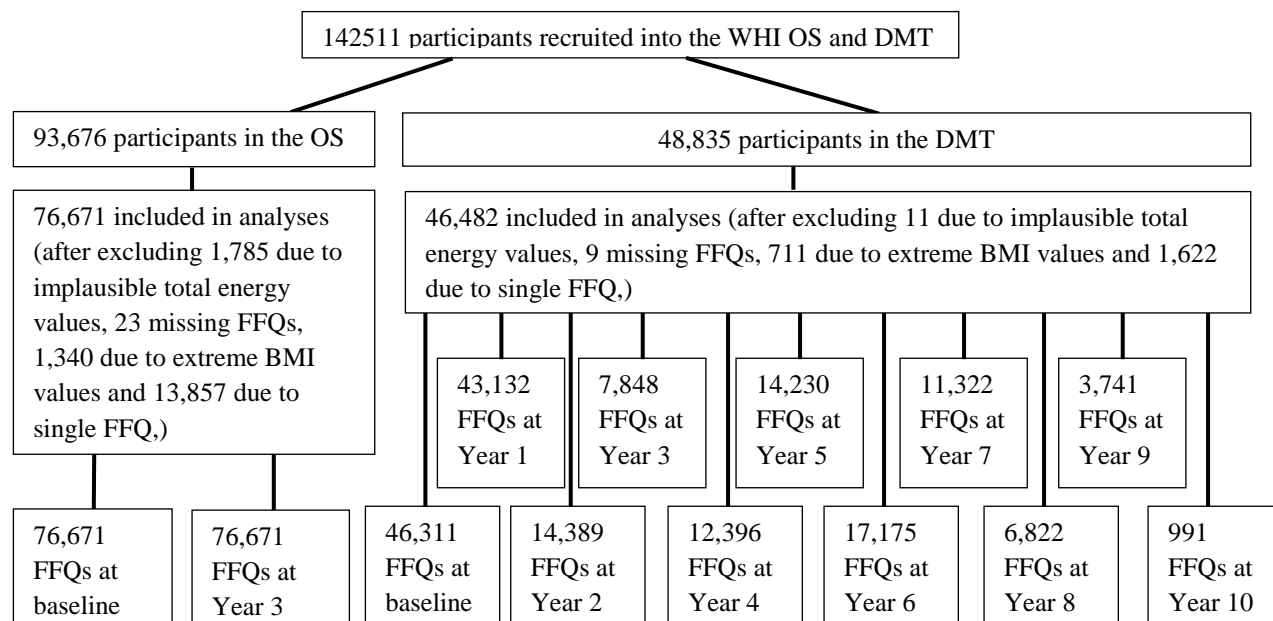 142511 participants recruited into the WHI OS and DMT
93,676 participants in the OS
48,835 participants in the DMT
76,671 included in analyses
(after excluding 1,785 due to
implausible total energy
values, 23 missing FFQs,
1,340 due to extreme BMI
values and 13,857 due to
single FFQ,)
46,482 included in analyses (after excluding 11 due to implausible total
energy values, 9 missing FFQs, 711 due to extreme BMI values and 1,622
due to single FFQ,)
43,132
FFQs at
Year 1
7,848
FFQs at
Year 3
14,230
FFQs at
Year 5
11,322
FFQs at
Year 7
3,741
FFQs at
Year 9
76,671
FFQs at
baseline
76,671
FFQs at
Year 3
46,311
FFQs at
baseline
14,389
FFQs at
Year 2
12,396
FFQs at
Year 4
17,175
FFQs at
Year 6
6,822
FFQs at
Year 8
991
FFQs at
Year 10